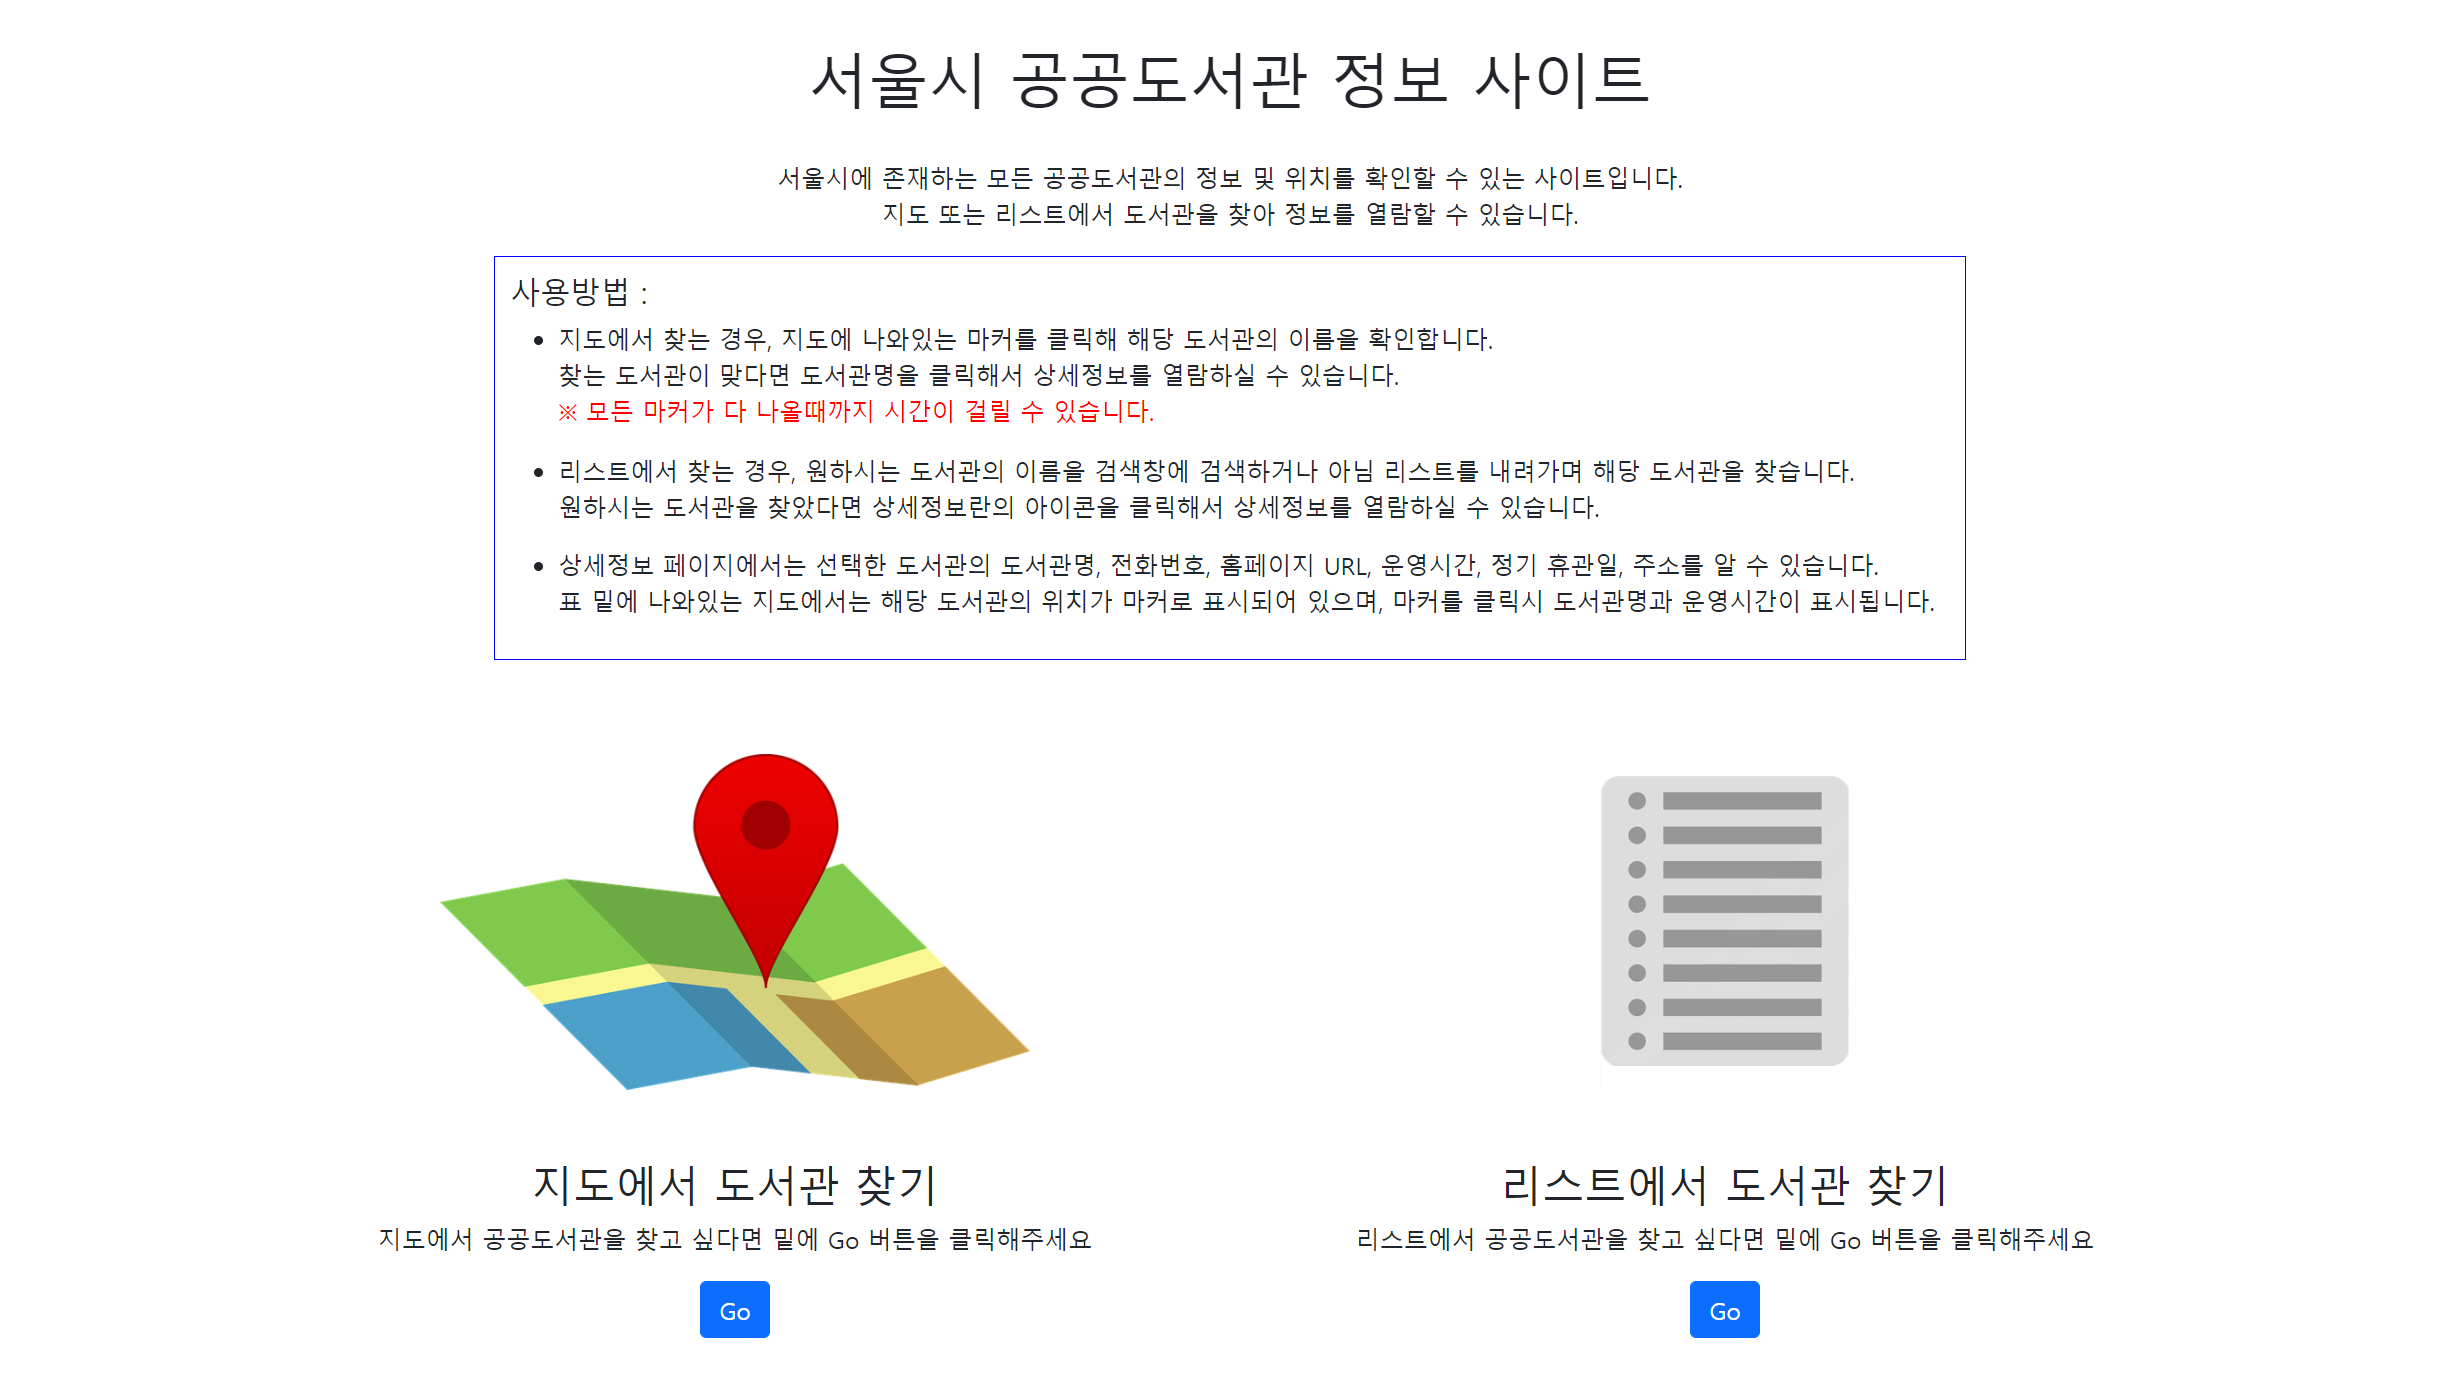 서울시 공공도서관 정보 사이트
서울시에 존재하는 모든 공공도서관의 정보 및 위치를 확인할 수 있는 사이트입니다.
지도 또는 리스트에서 도서관을 찾아 정보를 열람할 수 있습니다.
사용방법 :
• 지도에서 찾는 경우, 지도에 나와있는 마커를 클릭해 해당 도서관의 이름을 확인합니다.
찾는 도서관이 맞다면 도서관명을 클릭해서 상세정보를 열람하실 수 있습니다.
※ 모든 마커가 다 나올때까지 시간이 걸릴 수 있습니다.
• 리스트에서 찾는 경우, 원하시는 도서관의 이름을 검색창에 검색하거나 아님 리스트를 내려가며 해당 도서관을 찾습니다.
원하시는 도서관을 찾았다면 상세정보란의 아이콘을 클릭해서 상세정보를 열람하실 수 있습니다.
• 상세정보 페이지에서는 선택한 도서관의 도서관명, 전화번호, 홈페이지 URL, 운영시간, 정기 휴관일, 주소를 알 수 있습니다.
표 밑에 나와있는 지도에서는 해당 도서관의 위치가 마커로 표시되어 있으며, 마커를 클릭시 도서관명과 운영시간이 표시됩니다.
지도에서 도서관 찾기
지도에서 공공도서관을 찾고 싶다면 밑에 Go 버튼을 클릭해주세요
Go
리스트에서 도서관 찾기
리스트에서 공공도서관을 찾고 싶다면 밑에 Go 버튼을 클릭해주세요
Go